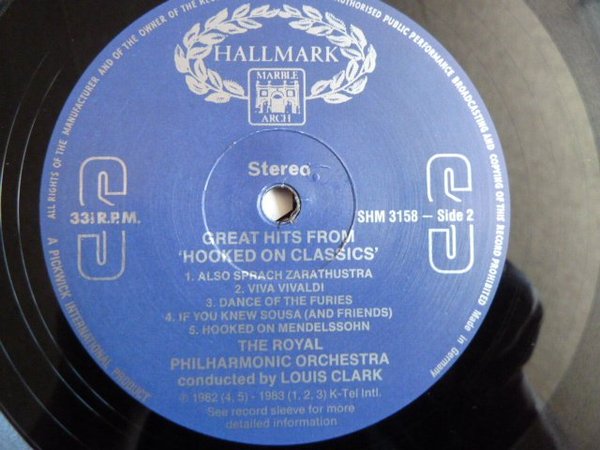 ALL RIGHTS OF THE MANUFACTURER AND OF THE OWNER OF THE
AUTHORISED PUBLIC PERFORMANCE BROADCASTING AND COPYING OF THIS RECORD PROHIBITED
HALLMARK
MARBLE
ARCH
Stereo
33⅓ R.P.M.
SHM 3158 — Side 2
GREAT HITS FROM
'HOOKED ON CLASSICS'
1. ALSO SPRACH ZARATHUSTRA
2. VIVA VIVALDI
3. DANCE OF THE FURIES
4. IF YOU KNEW SOUSA (AND FRIENDS)
5. HOOKED ON MENDELSSOHN
THE ROYAL
PHILHARMONIC ORCHESTRA
conducted by LOUIS CLARK
℗ 1982 (4, 5) - 1983 (1, 2, 3) K-Tel Intl.
See record sleeve for more
detailed information
A PICKWICK INTERNATIONAL PRODUCT
Made in Germany